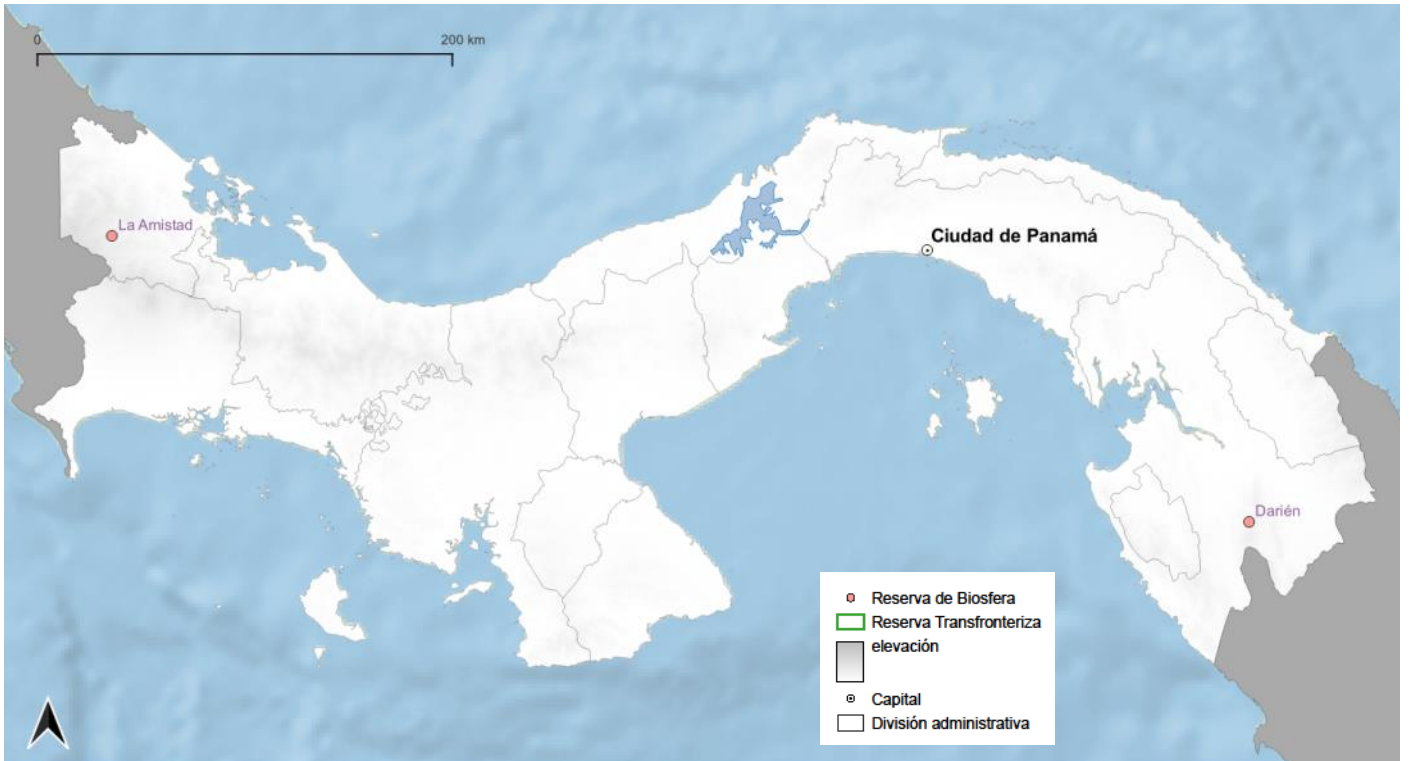 0
200 km
La Amistad
Ciudad de Panamá
Darién
Reserva de Biosfera
Reserva Transfronteriza
elevación
Capital
División administrativa